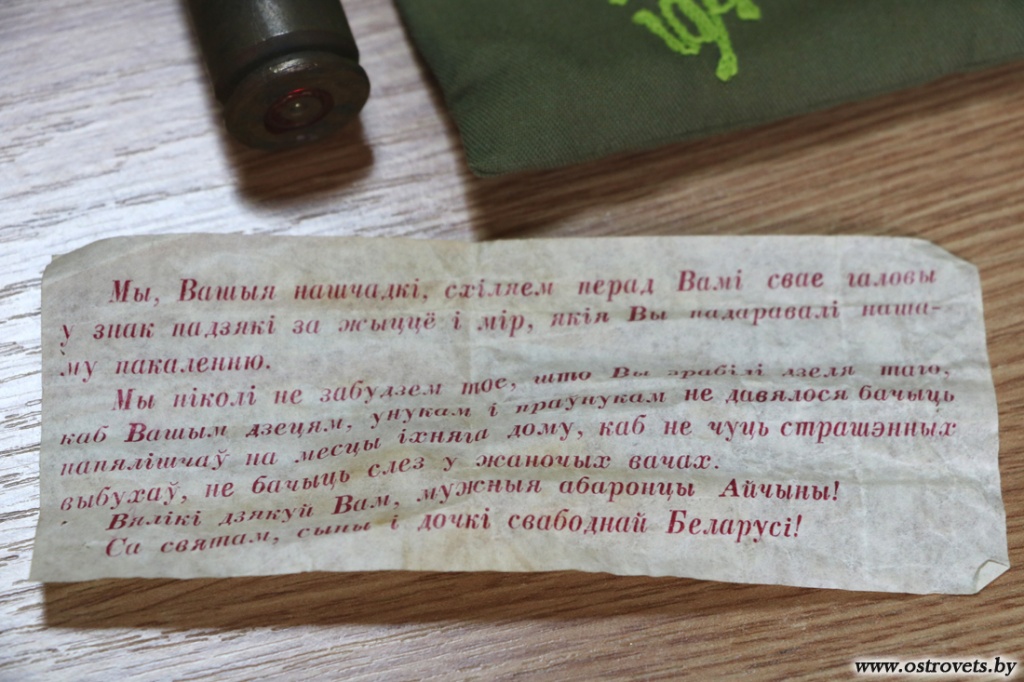 194
Мы, Вашыя нашчадкі, схіляем перад Вамі свае галовы
у знак падзякі за жыццё і мір, якія Вы падаравалі наша-
му пакаленню.
Мы ніколі не забудзем тое, што Вы зрабілі дзеля таго,
каб Вашым дзецям, унукам і праунукам не давялося бачыць
папялішчаў на месцы іхняга дому, каб не чуць страшэнных
выбухаў, не бачыць слез у жаночых вачах.
Вялікі дзякуй Вам, мужныя абаронцы Айчыны!
Са святам, сыны і дочкі свабоднай Беларусі!
www.ostrovets.by